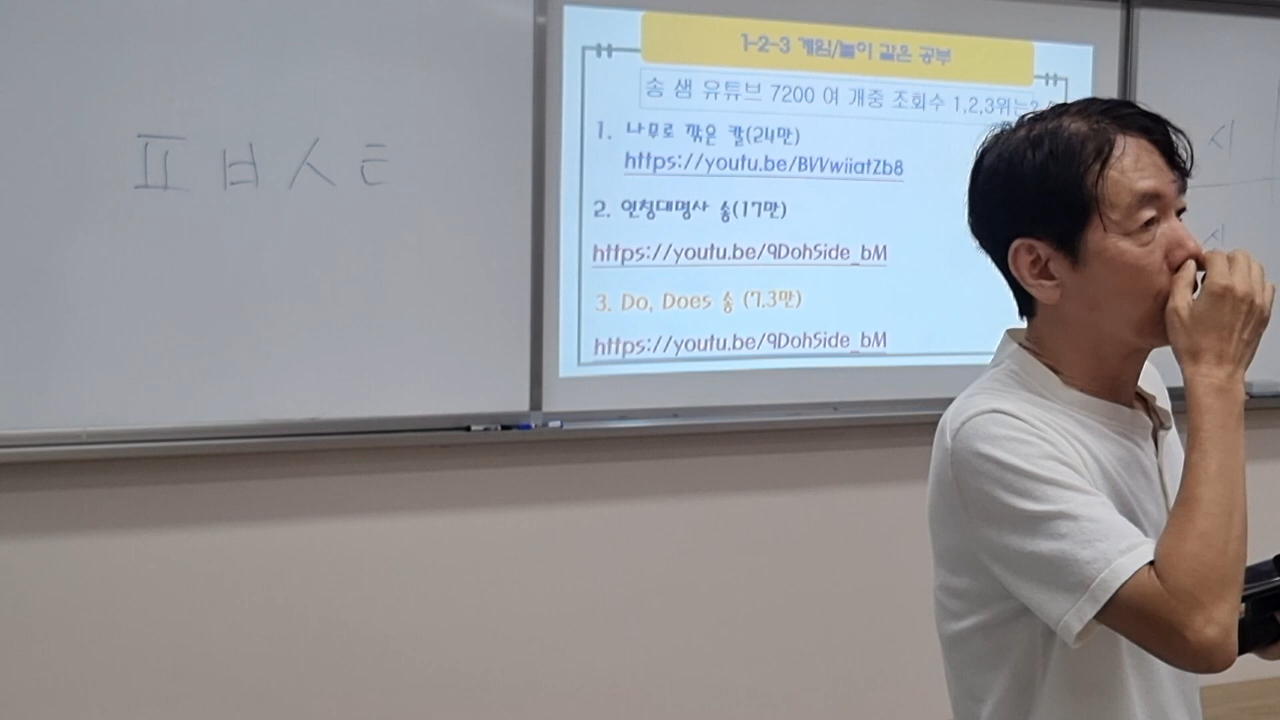 ㅍ ㅂ ㅅ ㄷ
1-2-3 게임/놀이 같은 공부
송 샘 유튜브 7200 여 개중 조회수 1,2,3위는?
1. 나무로 깎은 칼(24만)
https://youtu.be/BVVwiiatZb8
2. 인칭대명사 송(17만)
https://youtu.be/9DohSide_bM
3. Do, Does 송 (7.3만)
https://youtu.be/9DohSide_bM
시
시